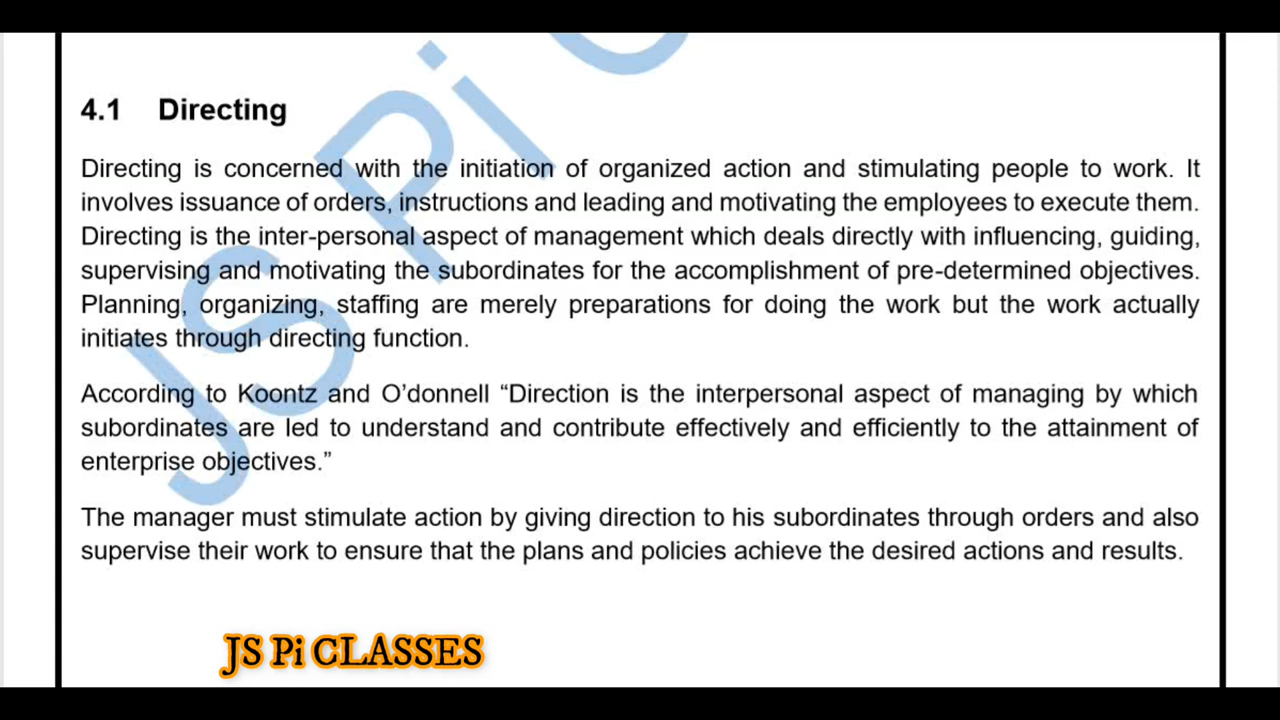 4.1 Directing
Directing is concerned with the initiation of organized action and stimulating people to work. It
involves issuance of orders, instructions and leading and motivating the employees to execute them.
Directing is the inter-personal aspect of management which deals directly with influencing, guiding,
supervising and motivating the subordinates for the accomplishment of pre-determined objectives.
Planning, organizing, staffing are merely preparations for doing the work but the work actually
initiates through directing function.
According to Koontz and O’donnell “Direction is the interpersonal aspect of managing by which
subordinates are led to understand and contribute effectively and efficiently to the attainment of
enterprise objectives.”
The manager must stimulate action by giving direction to his subordinates through orders and also
supervise their work to ensure that the plans and policies achieve the desired actions and results.
JS Pi C
JS Pi CLASSES